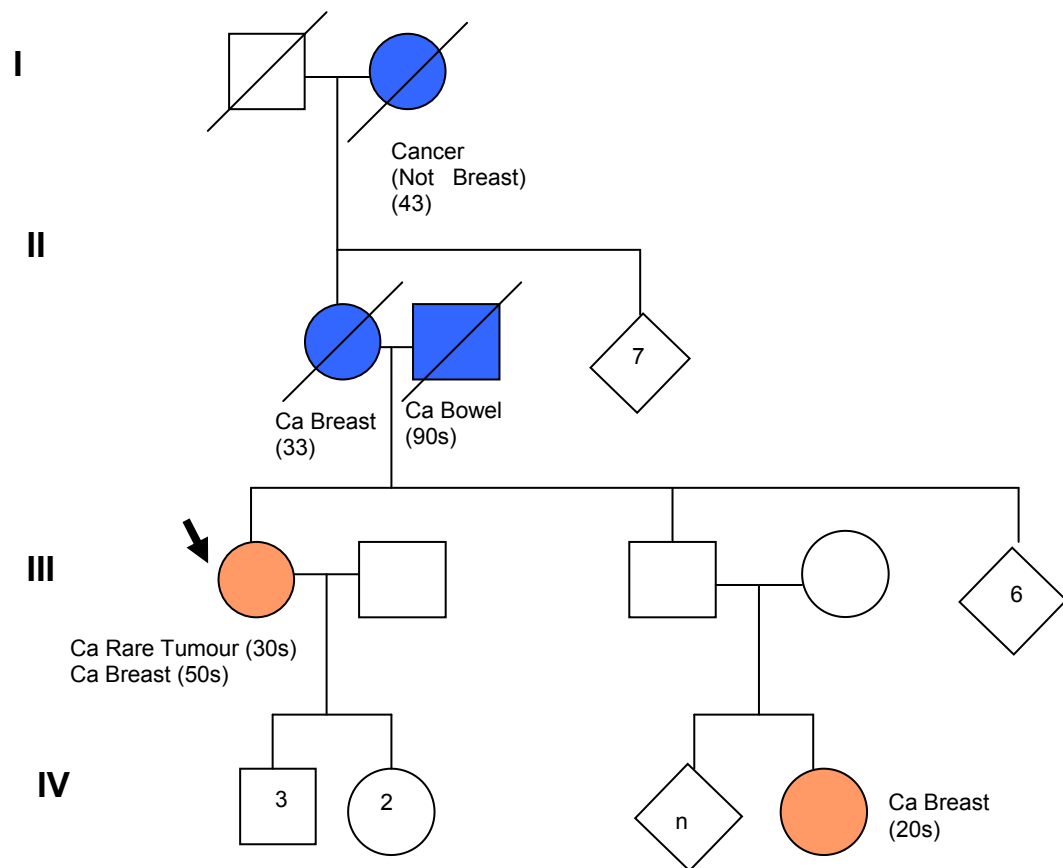 I
Cancer
(Not Breast)
(43)
II
7
Ca Breast
(33)
Ca Bowel
(90s)
III
6
Ca Rare Tumour (30s)
Ca Breast (50s)
IV
3
2
n
Ca Breast
(20s)